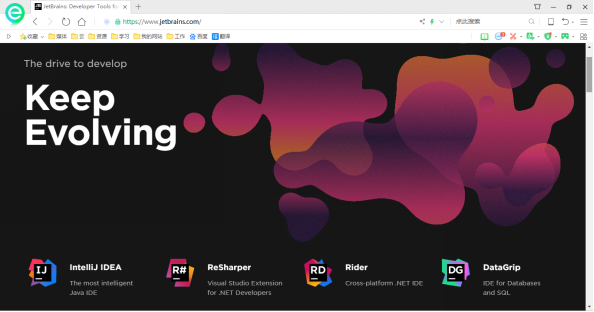 JetBrains: Developer Tools fo
https://www.jetbrains.com/
点此搜索
收藏
媒体
云
资源
学习
我的网站
工作
百度
翻译
The drive to develop
Keep
Evolving
IJ
IntelliJ IDEA
The most intelligent
Java IDE
R#
ReSharper
Visual Studio Extension
for .NET Developers
RD
Rider
Cross-platform .NET IDE
DG
DataGrip
IDE for Databases
and SQL